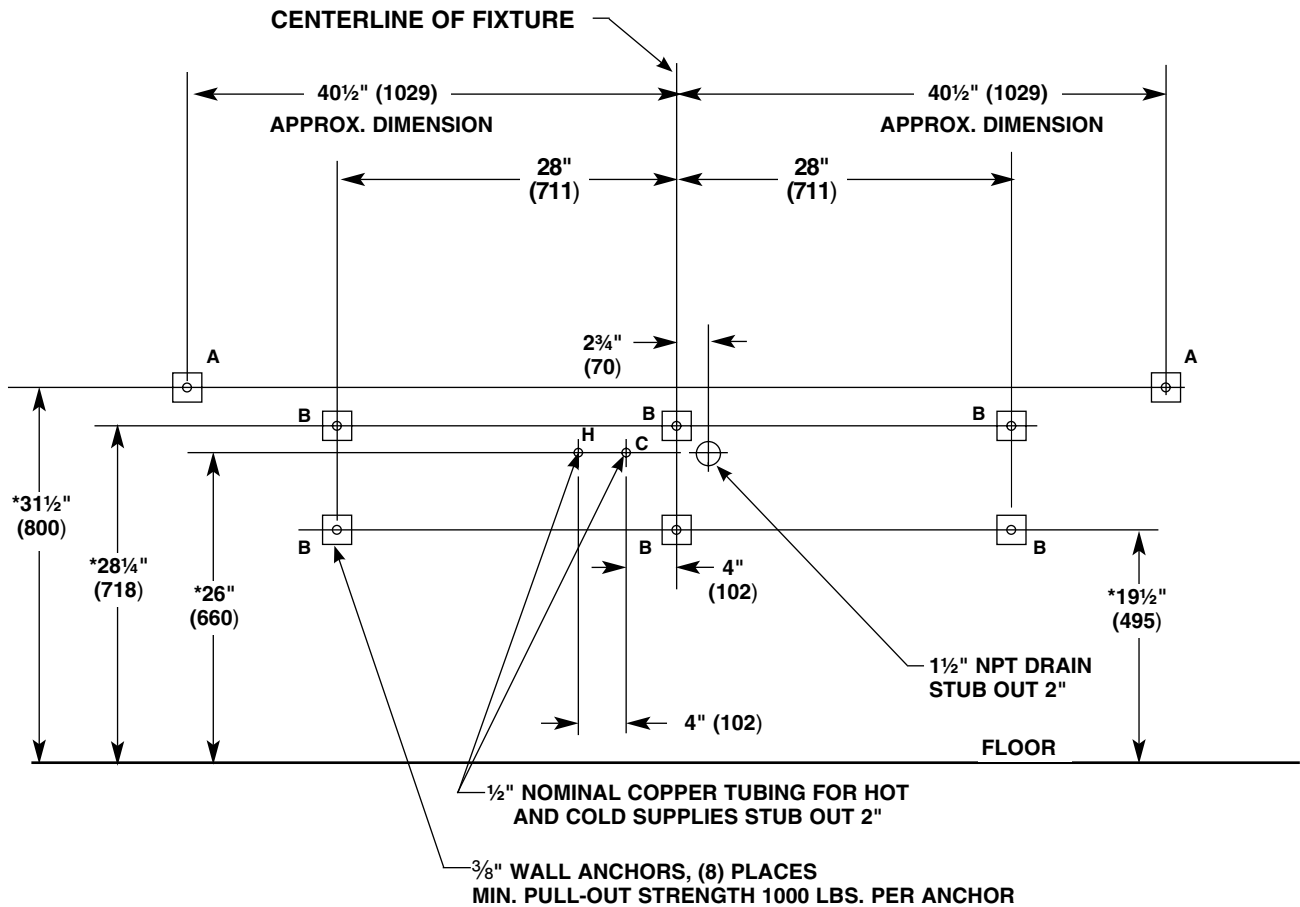 CENTERLINE OF FIXTURE
40½" (1029)
APPROX. DIMENSION
40½" (1029)
APPROX. DIMENSION
28"
(711)
28"
(711)
2¾"
(70)
A
A
B
B
B
H
C
*31½"
(800)
*28¼"
(718)
*26"
(660)
B
B
B
4"
(102)
*19½"
(495)
1½" NPT DRAIN
STUB OUT 2"
4" (102)
FLOOR
½" NOMINAL COPPER TUBING FOR HOT
AND COLD SUPPLIES STUB OUT 2"
⅜" WALL ANCHORS, (8) PLACES
MIN. PULL-OUT STRENGTH 1000 LBS. PER ANCHOR